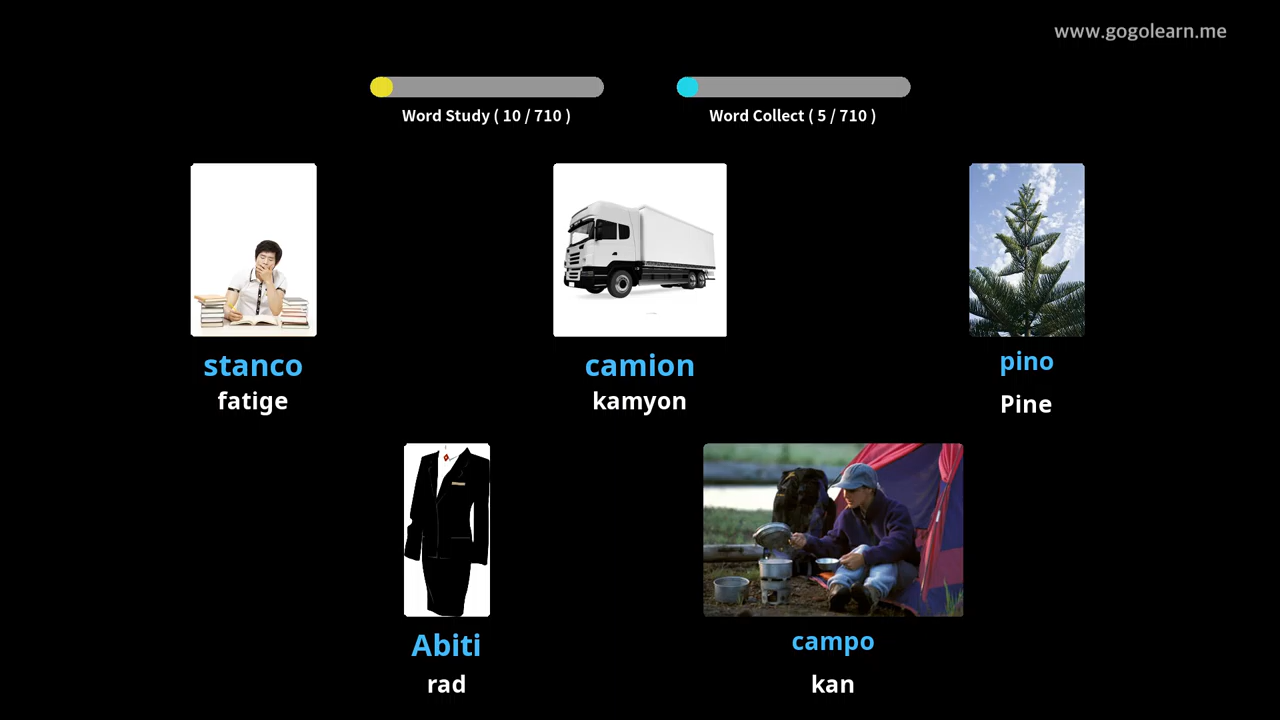 www.gogolearn.me
Word Study ( 10 / 710 )
Word Collect ( 5 / 710 )
stanco
fatige
camion
kamyon
pino
Pine
Abiti
rad
campo
kan